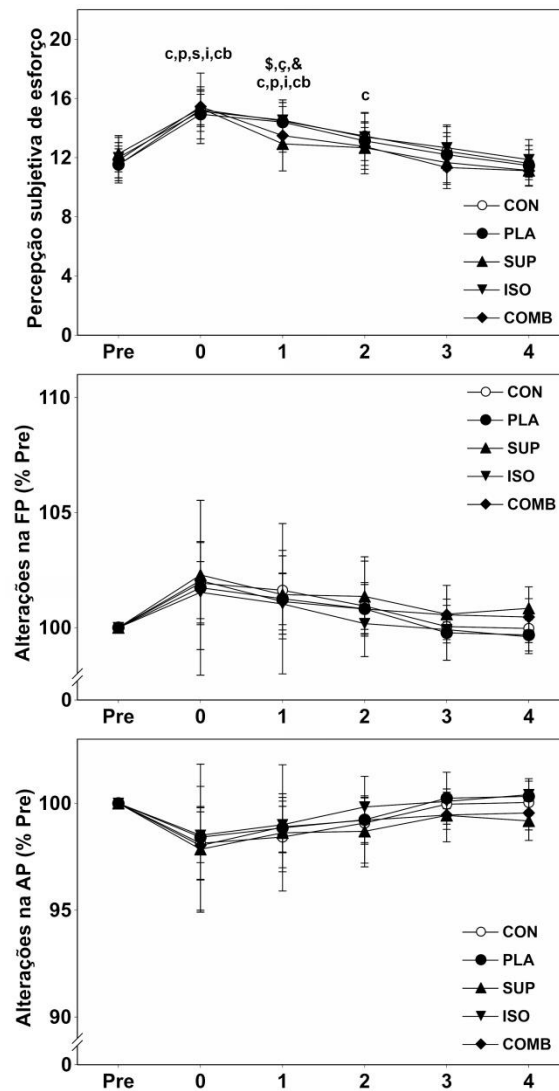 Percepção subjetiva de esforço
20
16
12
8
4
0
c,p,s,i,cb
$,ç,&
c,p,i,cb
c
CON
PLA
SUP
ISO
COMB
Pre 0 1 2 3 4
Alterações na FP (% Pre)
110
105
100
0
CON
PLA
SUP
ISO
COMB
Pre 0 1 2 3 4
Alterações na AP (% Pre)
100
95
90
0
CON
PLA
SUP
ISO
COMB
Pre 0 1 2 3 4